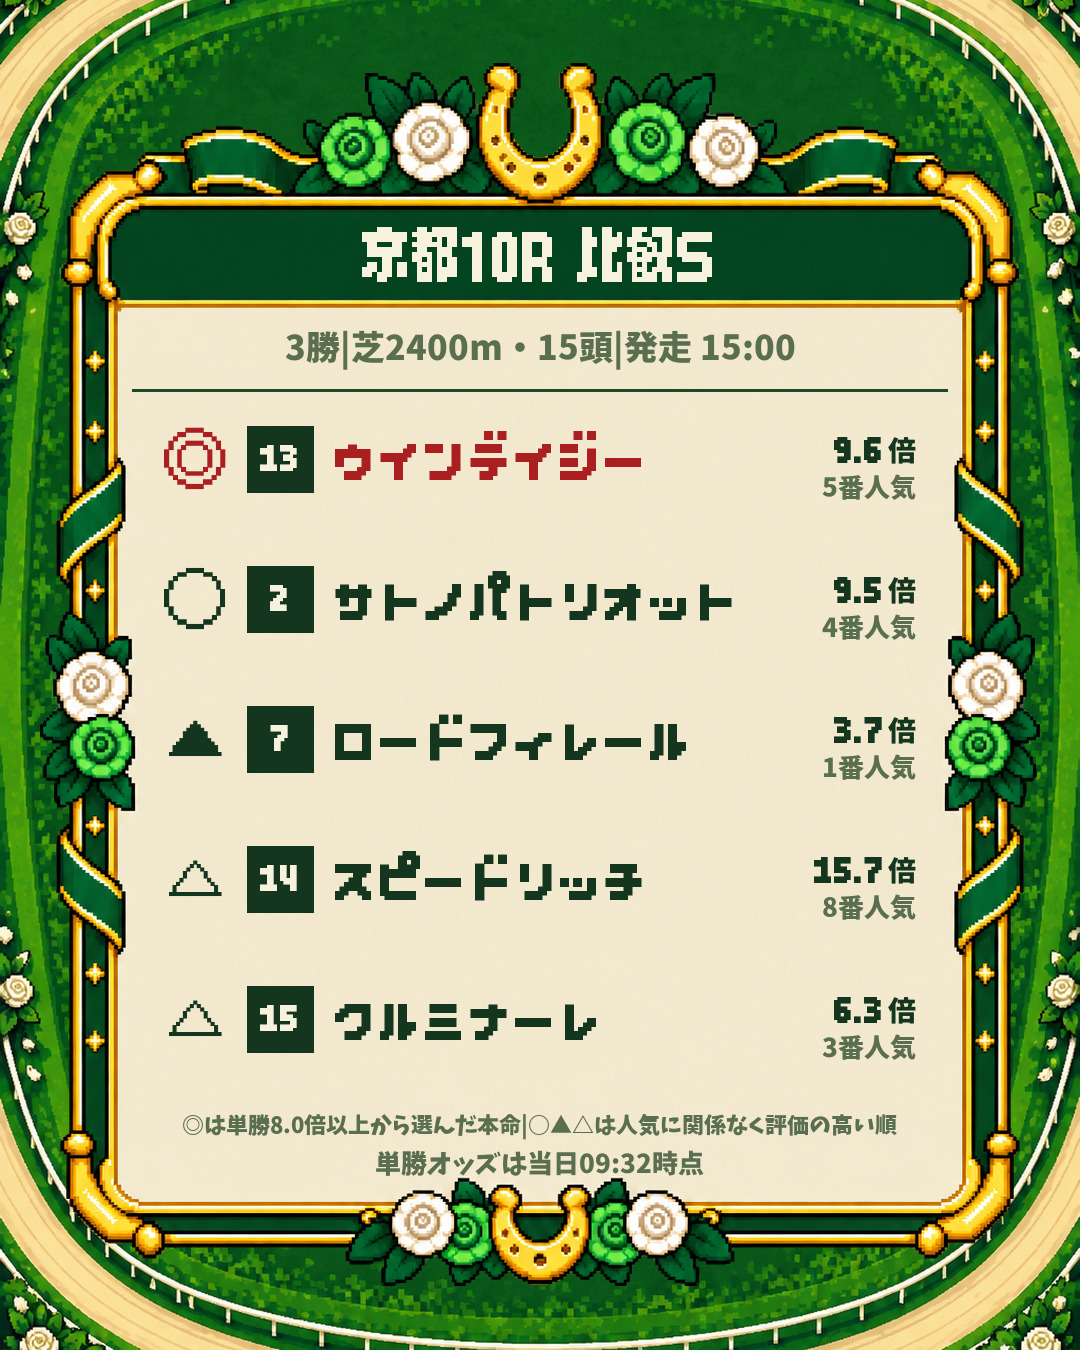 京都10R 比叡S
3勝|芝2400m・15頭|発走 15:00
◎ 13 ウインデイジー 9.6倍
5番人気
○ 2 サトノパトリオット 9.5倍
4番人気
▲ 7 ロードフィレール 3.7倍
1番人気
△ 14 スピードリッチ 15.7倍
8番人気
△ 15 クルミナーレ 6.3倍
3番人気
◎は単勝8.0倍以上から選んだ本命|○▲△は人気に関係なく評価の高い順
単勝オッズは当日09:32時点